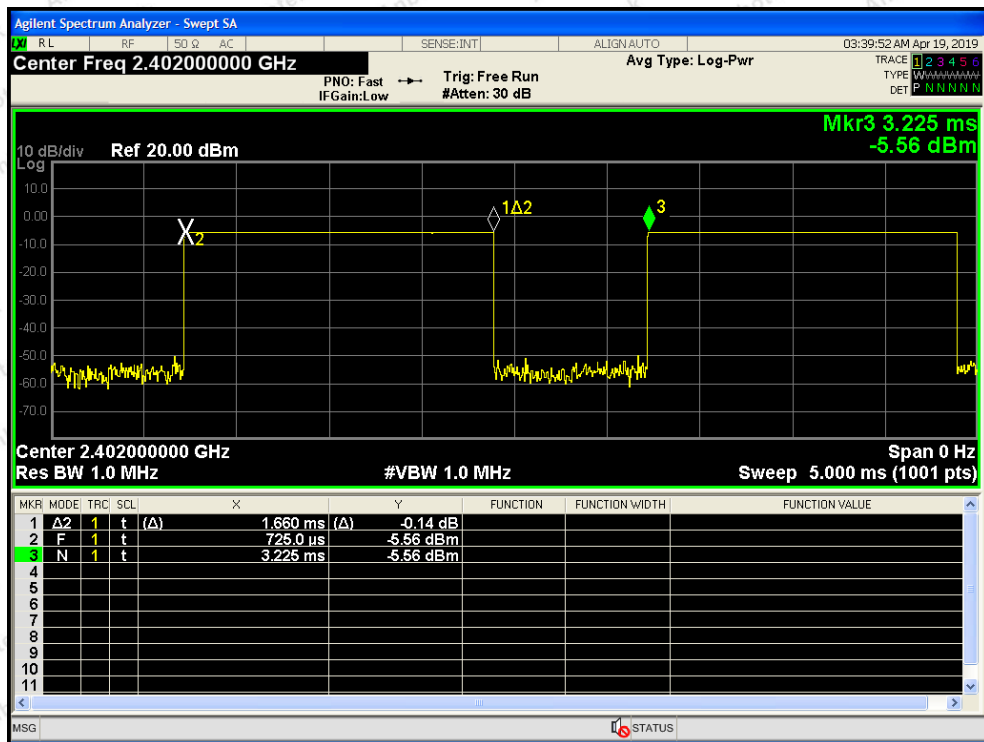 Agilent Spectrum Analyzer - Swept SA
LXI RL RF 50 Ω AC SENSE:INT ALIGN AUTO 03:39:52 AM Apr 19, 2019
Center Freq 2.402000000 GHz
PNO: Fast
IFGain:Low
Trig: Free Run
#Atten: 30 dB
Avg Type: Log-Pwr
TRACE 1 2 3 4 5 6
TYPE WWWWWW
DET P N N N N N
Mkr3 3.225 ms
-5.56 dBm
10 dB/div Ref 20.00 dBm
Log
10.0
0.00
-10.0
-20.0
-30.0
-40.0
-50.0
-60.0
-70.0
X2
1Δ2
3
Center 2.402000000 GHz Span 0 Hz
Res BW 1.0 MHz #VBW 1.0 MHz Sweep 5.000 ms (1001 pts)
MKR MODE TRC SCL X Y FUNCTION FUNCTION WIDTH FUNCTION VALUE
1 Δ2 1 t (Δ) 1.660 ms (Δ) -0.14 dB
2 F 1 t 725.0 µs -5.56 dBm
3 N 1 t 3.225 ms -5.56 dBm
4
5
6
7
8
9
10
11
MSG STATUS